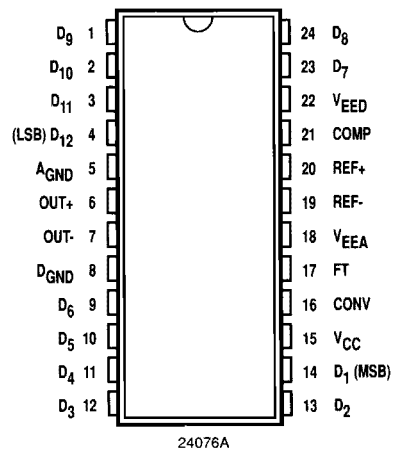 D9 1 24 D8
D10 2 23 D7
D11 3 22 VEED
(LSB) D12 4 21 COMP
AGND 5 20 REF+
OUT+ 6 19 REF-
OUT- 7 18 VEEA
DGND 8 17 FT
D6 9 16 CONV
D5 10 15 VCC
D4 11 14 D1 (MSB)
D3 12 13 D2
24076A